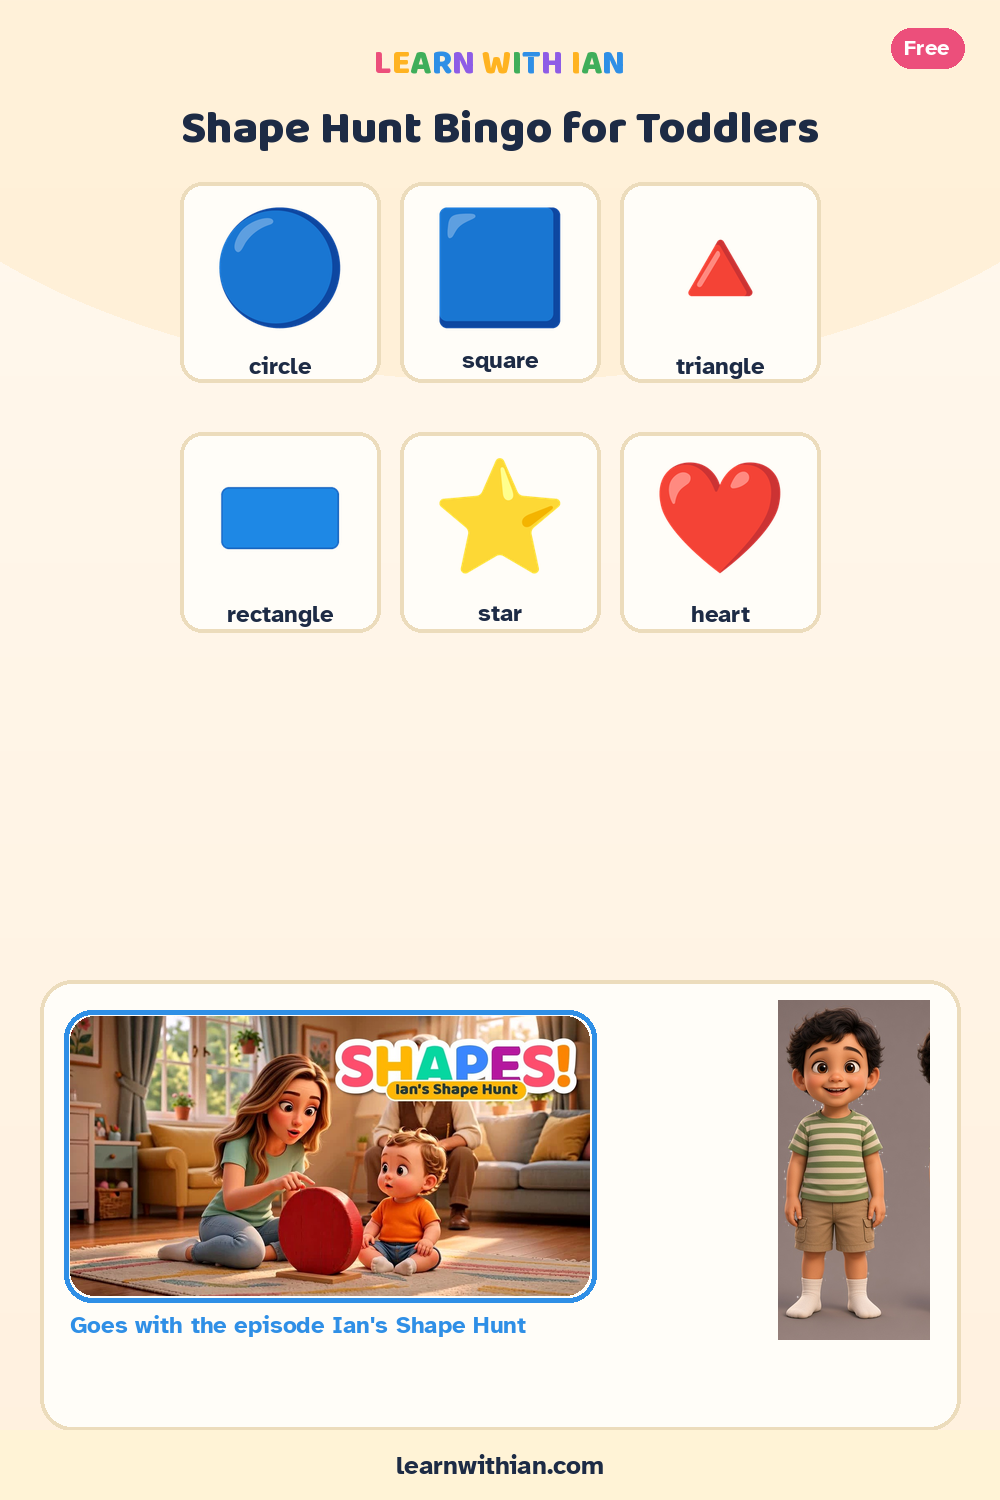 LEARN WITH IAN
Free
Shape Hunt Bingo for Toddlers
circle
square
triangle
rectangle
star
heart
SHAPES!
Ian's Shape Hunt
Goes with the episode Ian's Shape Hunt
learnwithian.com